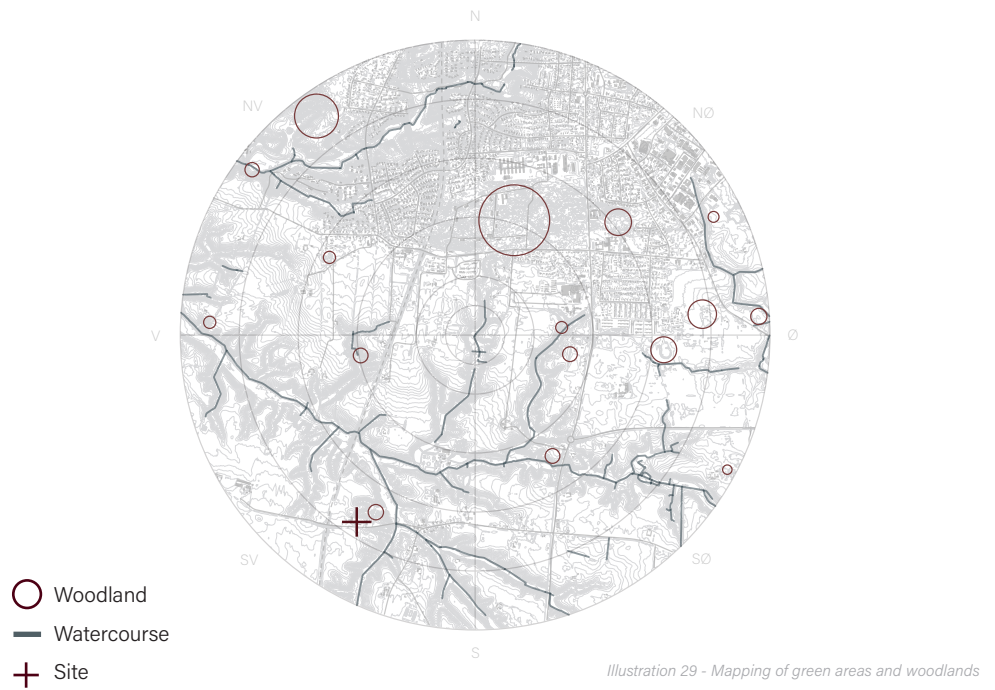 N
NV
NØ
V
Ø
SV
SØ
S
Woodland
Watercourse
Site
Illustration 29 - Mapping of green areas and woodlands